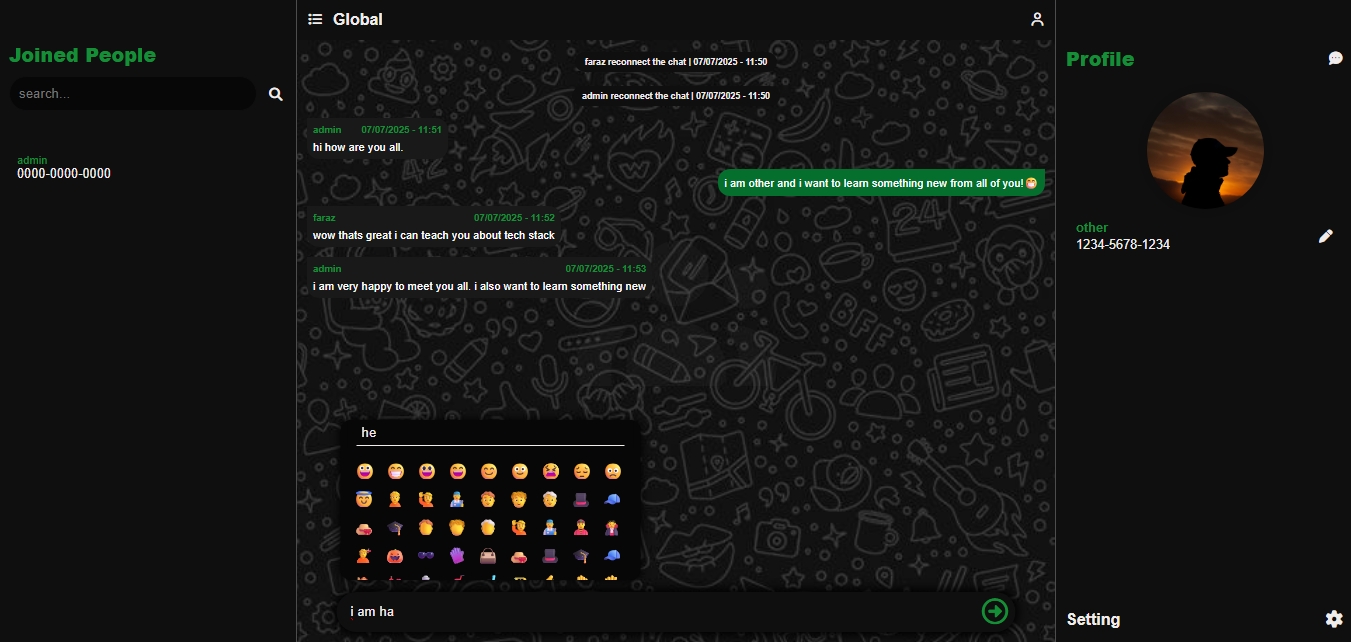 Joined People
search...
admin
0000-0000-0000
Global
faraz reconnect the chat | 07/07/2025 - 11:50
admin reconnect the chat | 07/07/2025 - 11:50
admin 07/07/2025 - 11:51
hi how are you all.
i am other and i want to learn something new from all of you!😁
faraz 07/07/2025 - 11:52
wow thats great i can teach you about tech stack
admin 07/07/2025 - 11:53
i am very happy to meet you all. i also want to learn something new
he
i am ha
Profile
other
1234-5678-1234
Setting